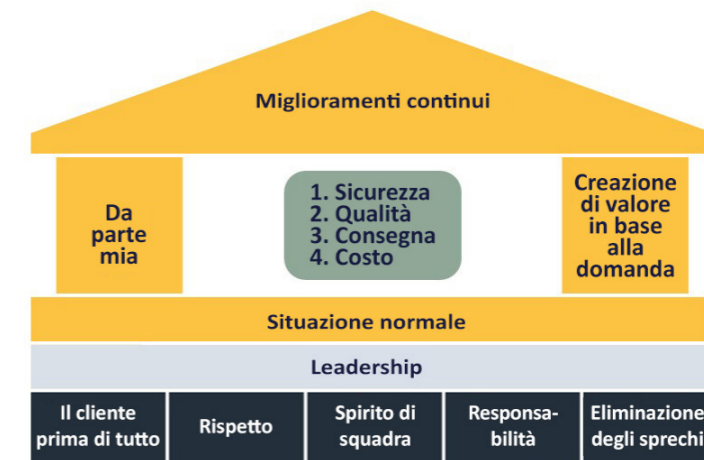 Miglioramenti continui
Da
parte
mia
1. Sicurezza
2. Qualità
3. Consegna
4. Costo
Creazione
di valore
in base
alla
domanda
Situazione normale
Leadership
Il cliente
prima di tutto
Rispetto
Spirito di
squadra
Responsa-
bilità
Eliminazione
degli sprechi